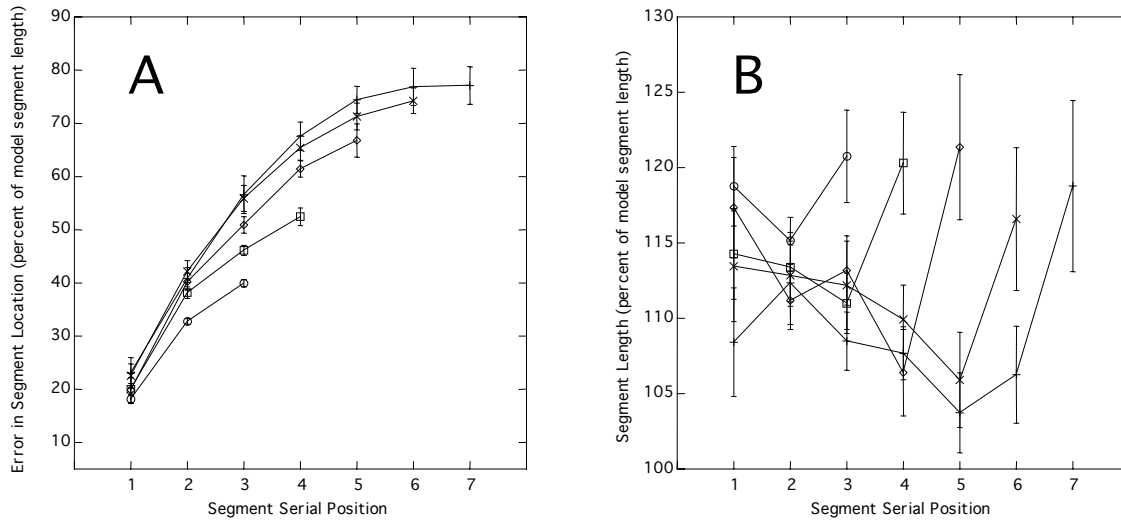 Error in Segment Location (percent of model segment length)
90
80
70
60
50
40
30
20
10
A
1 2 3 4 5 6 7
Segment Serial Position
Segment Length (percent of model segment length)
130
125
120
115
110
105
100
B
1 2 3 4 5 6 7
Segment Serial Position